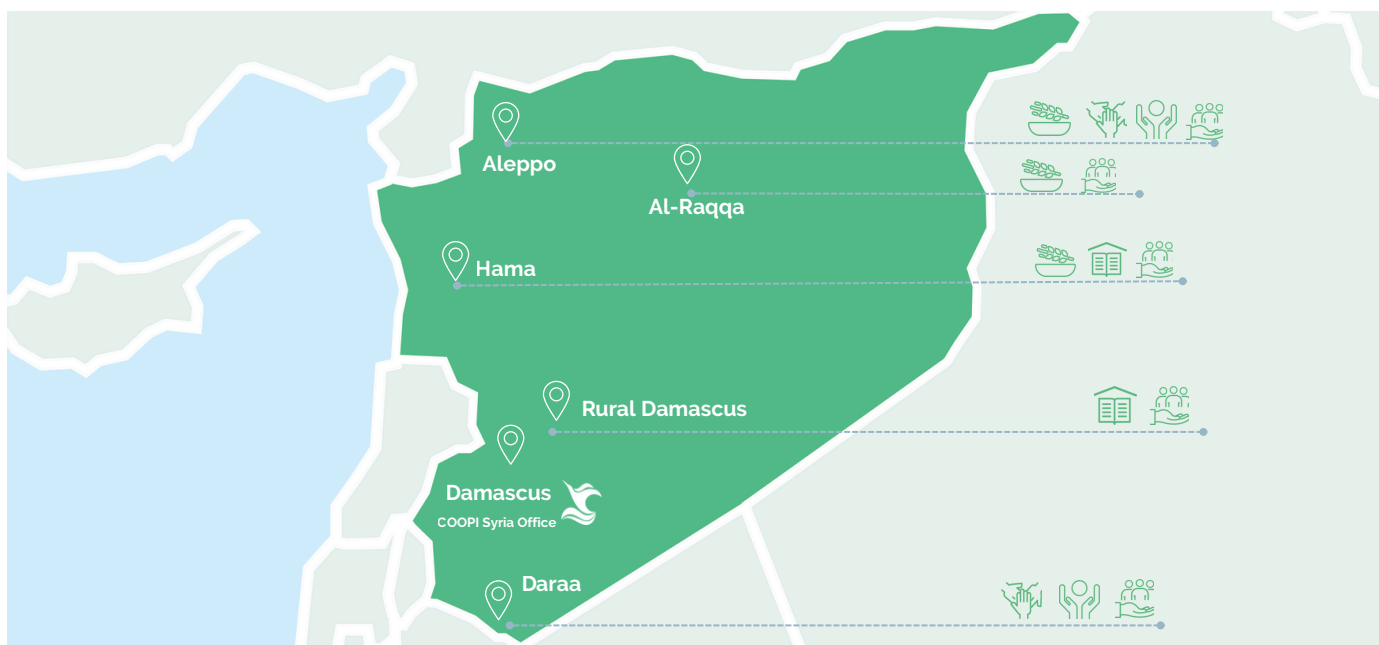 Aleppo
Al-Raqqa
Hama
Rural Damascus
Damascus
COOPI Syria Office
Daraa